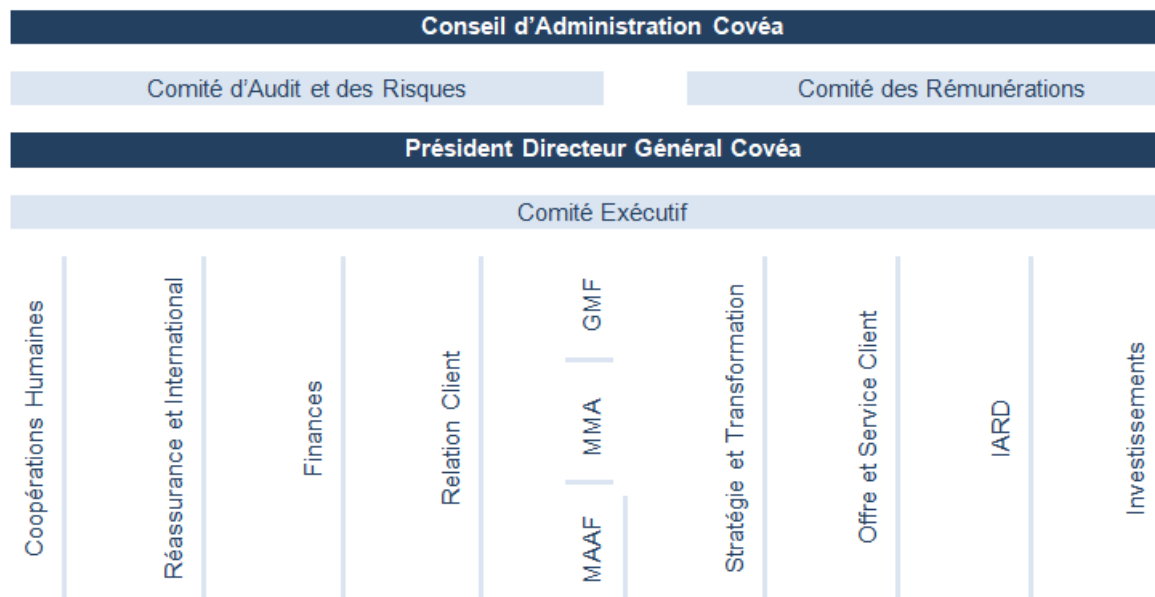 Conseil d'Administration Covéa
Comité d'Audit et des Risques
Comité des Rémunérations
Président Directeur Général Covéa
Comité Exécutif
Coopérations Humaines
Réassurance et International
Finances
Relation Client
GMF
MMA
MAAF
Stratégie et Transformation
Offre et Service Client
IARD
Investissements